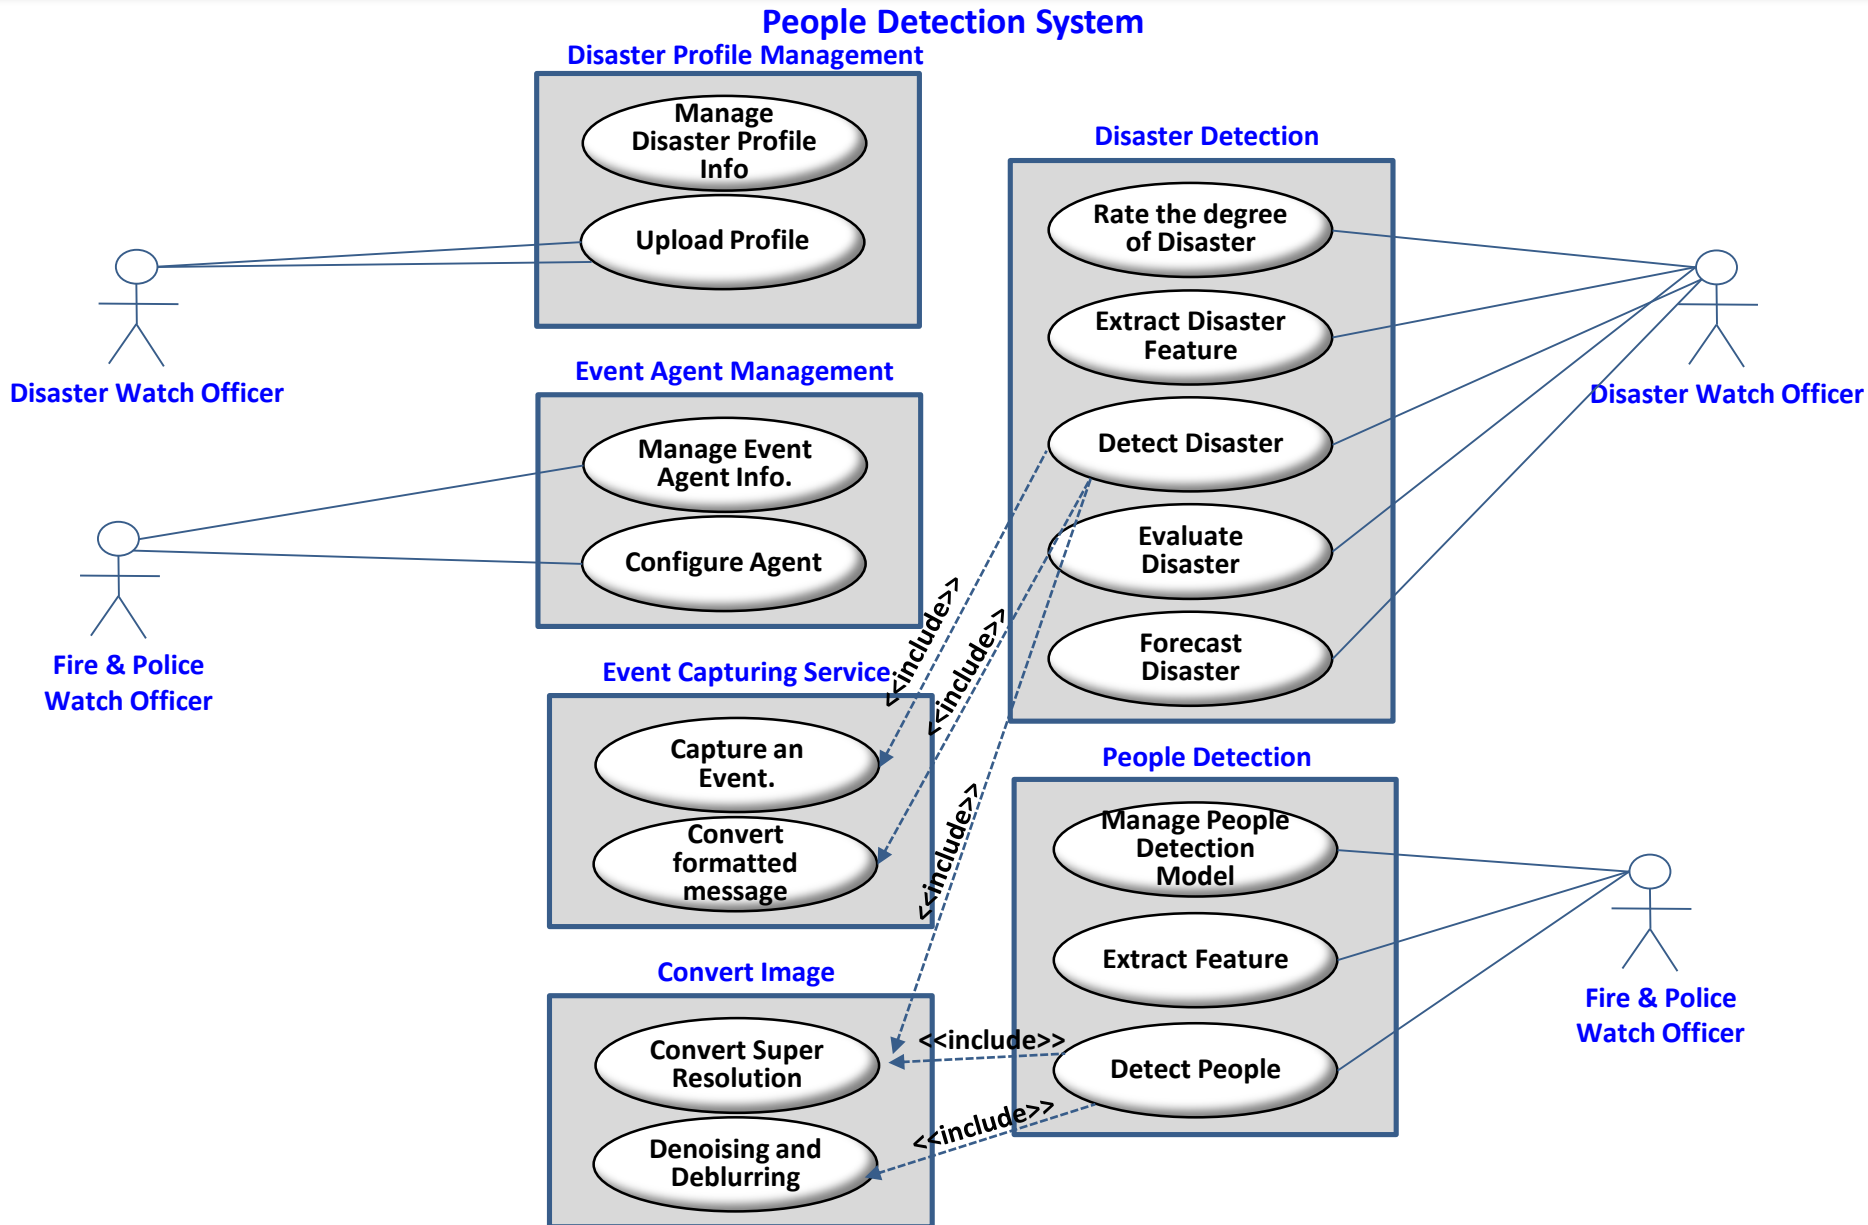 People Detection System
Disaster Profile Management
Manage
Disaster Profile
Info
Upload Profile
Disaster Watch Officer
Event Agent Management
Manage Event
Agent Info.
Configure Agent
Fire & Police
Watch Officer
Event Capturing Service
Capture an
Event.
Convert
formatted
message
Convert Image
Convert Super
Resolution
Denoising and
Deblurring
<<include>>
<<include>>
<<include>>
<<include>>
<<include>>
Disaster Detection
Rate the degree
of Disaster
Extract Disaster
Feature
Detect Disaster
Evaluate
Disaster
Forecast
Disaster
Disaster Watch Officer
People Detection
Manage People
Detection
Model
Extract Feature
Detect People
Fire & Police
Watch Officer